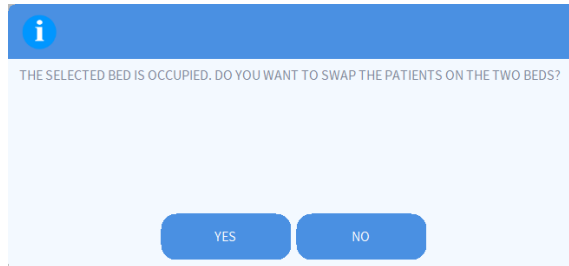 THE SELECTED BED IS OCCUPIED. DO YOU WANT TO SWAP THE PATIENTS ON THE TWO BEDS?
YES NO